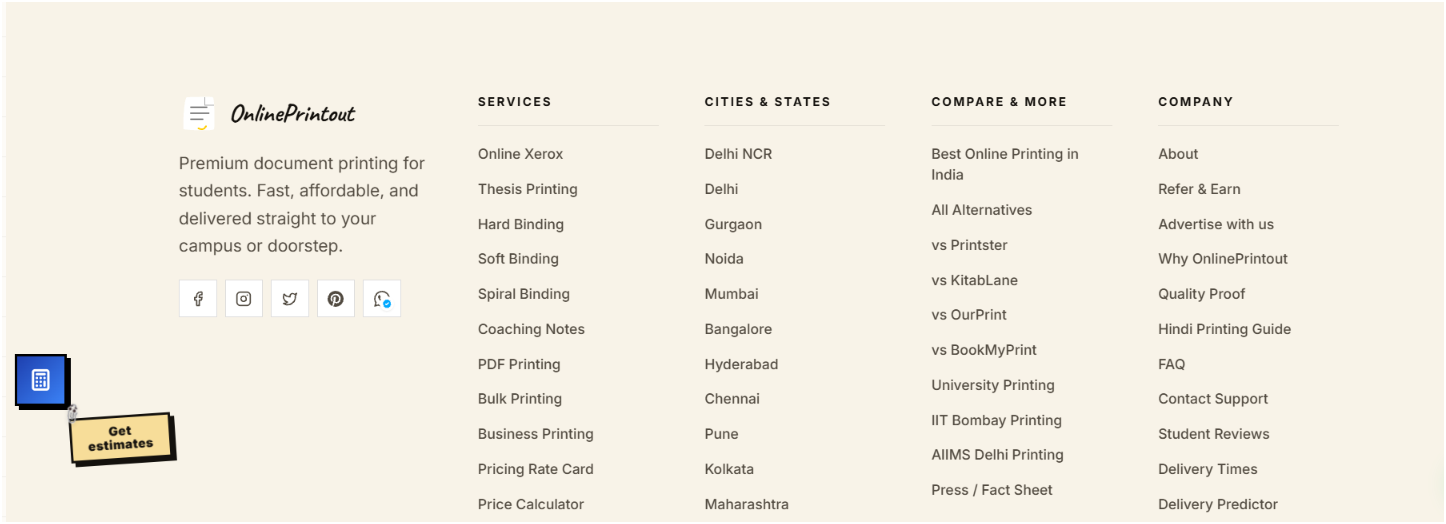 OnlinePrintout
Premium document printing for
students. Fast, affordable, and
delivered straight to your
campus or doorstep.
SERVICES
Online Xerox
Thesis Printing
Hard Binding
Soft Binding
Spiral Binding
Coaching Notes
PDF Printing
Bulk Printing
Business Printing
Pricing Rate Card
Price Calculator
CITIES & STATES
Delhi NCR
Delhi
Gurgaon
Noida
Mumbai
Bangalore
Hyderabad
Chennai
Pune
Kolkata
Maharashtra
COMPARE & MORE
Best Online Printing in
India
All Alternatives
vs Printster
vs KitabLane
vs OurPrint
vs BookMyPrint
University Printing
IIT Bombay Printing
AIIMS Delhi Printing
Press / Fact Sheet
COMPANY
About
Refer & Earn
Advertise with us
Why OnlinePrintout
Quality Proof
Hindi Printing Guide
FAQ
Contact Support
Student Reviews
Delivery Times
Delivery Predictor
Get
estimates